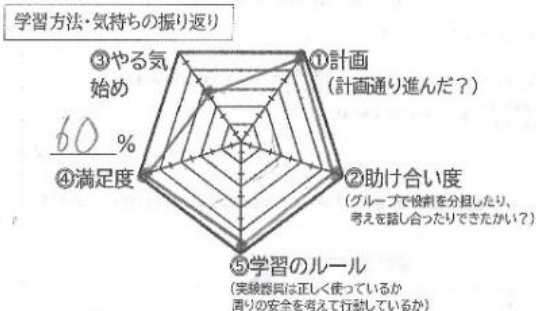 学習方法・気持ちの振り返り
③やる気
始め
60 %
①計画
(計画通り進んだ?)
④満足度
②助け合い度
(グループで役割を分担したり、
考えを話し合ったりできたかい?)
⑤学習のルール
(実験器具は正しく使っているか
周りの安全を考えて行動しているか)